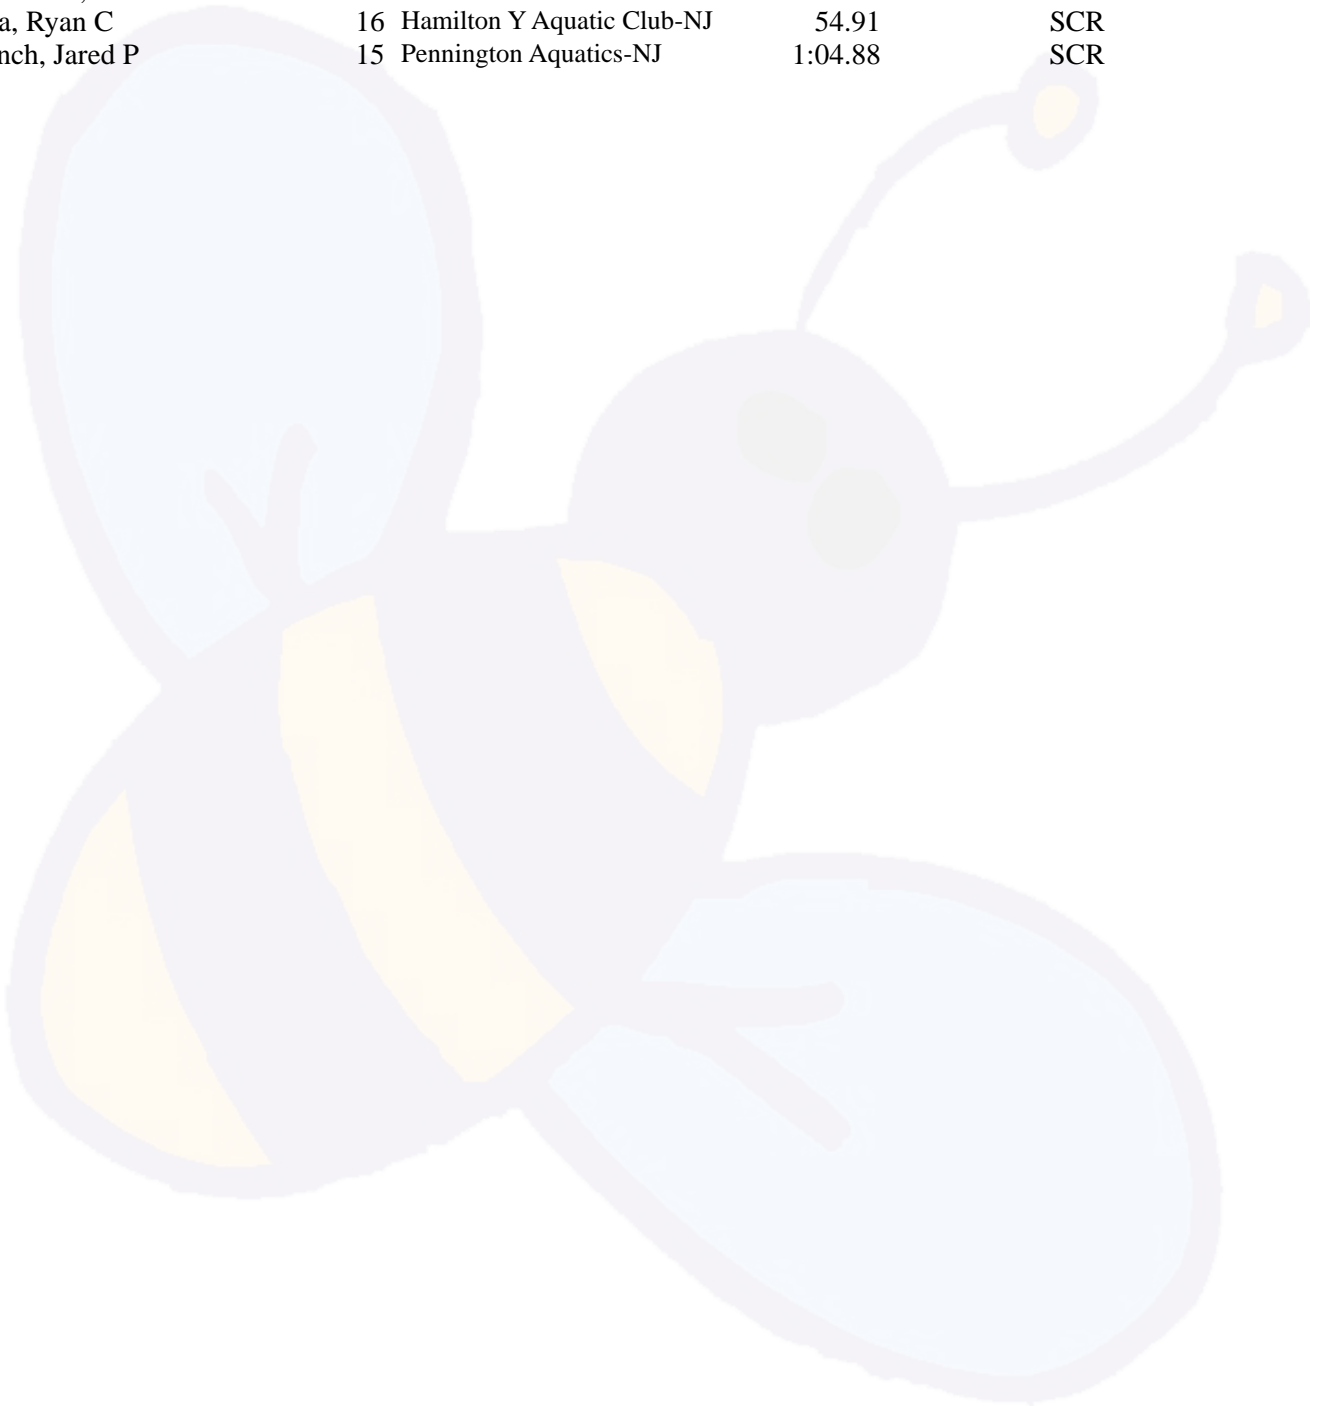 a, Ryan C 16 Hamilton Y Aquatic Club-NJ 54.91 SCR
nch, Jared P 15 Pennington Aquatics-NJ 1:04.88 SCR